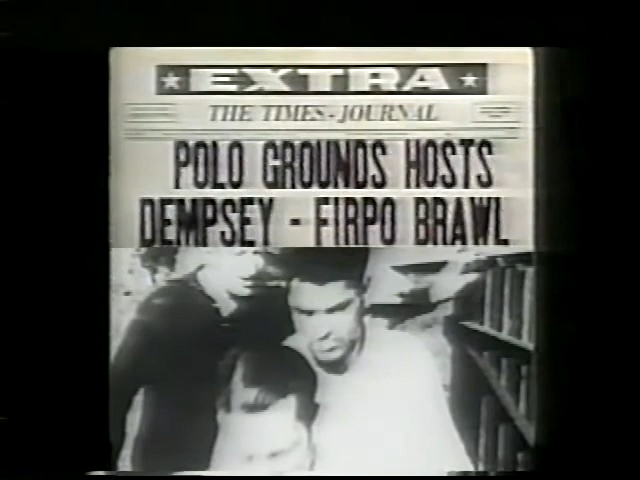 EXTRA
THE TIMES-JOURNAL
POLO GROUNDS HOSTS
DEMPSEY - FIRPO BRAWL